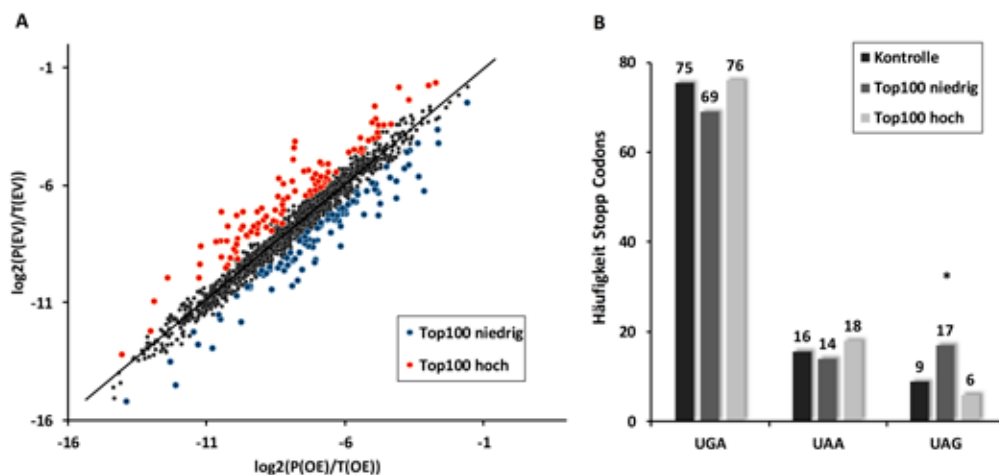 A
-1
-6
-11
-16
log2(P(EV)/T(EV))
-16
-11
-6
-1
log2(P(OE)/T(OE))
Top100 niedrig
Top100 hoch
B
80
60
40
20
0
Häufigkeit Stopp Codons
Kontrolle
Top100 niedrig
Top100 hoch
75
69
76
16
14
18
9
17
6
*
UGA
UAA
UAG